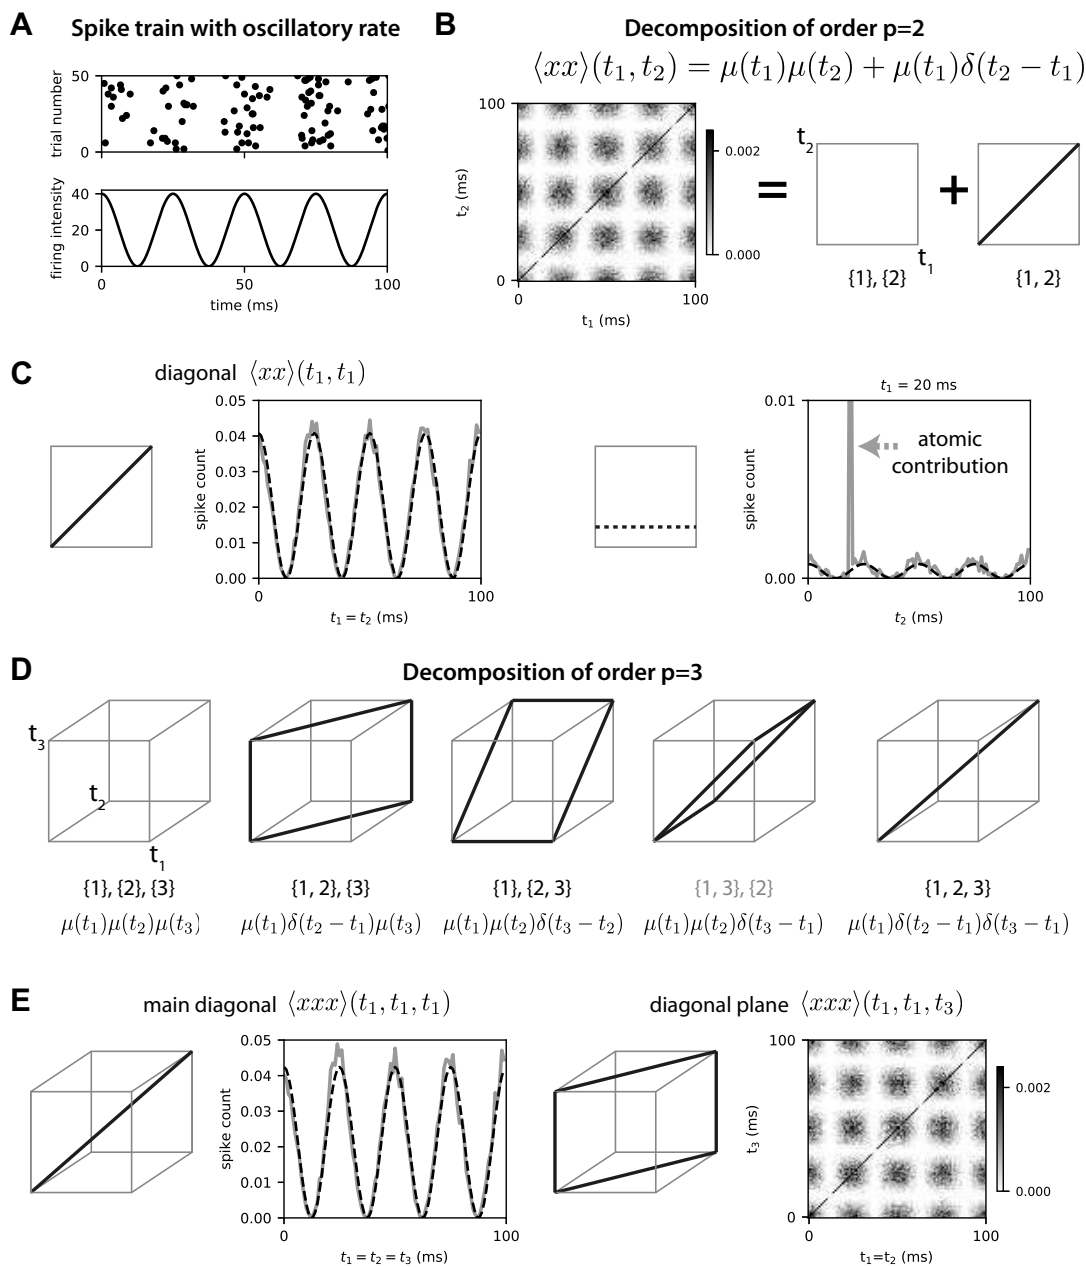 A Spike train with oscillatory rate
trial number
50
0
firing intensity
40
20
0
0 50 100
time (ms)
B Decomposition of order p=2
⟨xx⟩(t₁, t₂) = μ(t₁)μ(t₂) + μ(t₁)δ(t₂ − t₁)
100
0
t₂ (ms)
0 100
t₁ (ms)
0.002
0.000
=
t₂
t₁
{1}, {2}
+
{1, 2}
C
diagonal ⟨xx⟩(t₁, t₁)
spike count
0.05
0.04
0.03
0.02
0.01
0.00
0 100
t₁ = t₂ (ms)
t₁ = 20 ms
spike count
0.01
0.00
atomic
contribution
0 100
t₂ (ms)
D Decomposition of order p=3
t₃
t₂
t₁
{1}, {2}, {3} {1, 2}, {3} {1}, {2, 3} {1, 3}, {2} {1, 2, 3}
μ(t₁)μ(t₂)μ(t₃) μ(t₁)δ(t₂ − t₁)μ(t₃) μ(t₁)μ(t₂)δ(t₃ − t₂) μ(t₁)μ(t₂)δ(t₃ − t₁) μ(t₁)δ(t₂ − t₁)δ(t₃ − t₁)
E
main diagonal ⟨xxx⟩(t₁, t₁, t₁)
spike count
0.05
0.04
0.03
0.02
0.01
0.00
0 100
t₁ = t₂ = t₃ (ms)
diagonal plane ⟨xxx⟩(t₁, t₁, t₃)
100
0
t₃ (ms)
0 100
t₁=t₂ (ms)
0.002
0.000